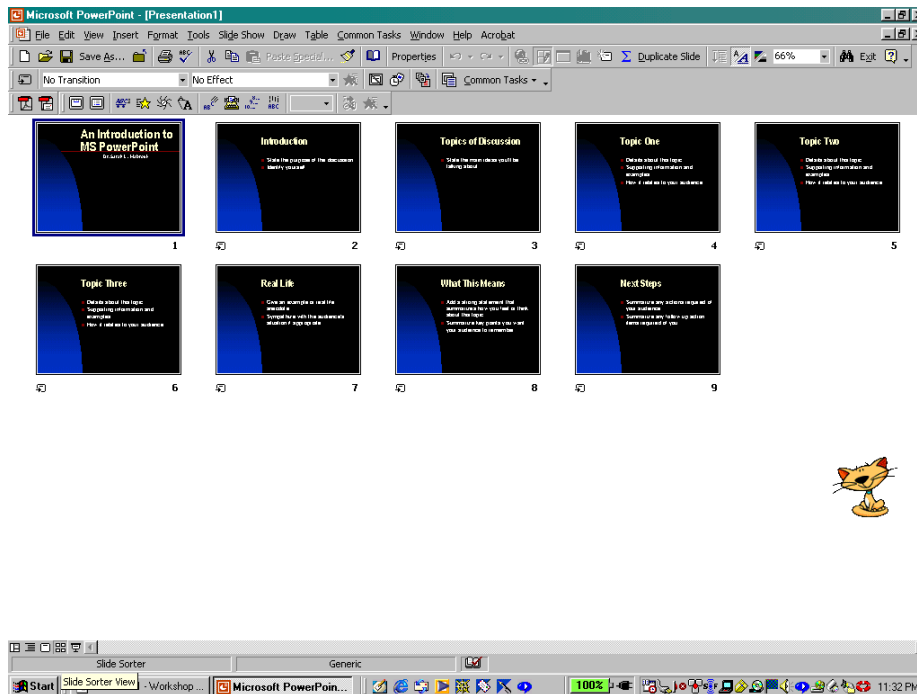 Microsoft PowerPoint - [Presentation1]
File Edit View Insert Format Tools Slide Show Draw Table Common Tasks Window Help Acrobat
Save As... Paste Special... Properties Duplicate Slide 66% Exit
No Transition No Effect Common Tasks
An Introduction to
MS PowerPoint
1
Introduction
State the purpose of the discussion
Identify yourself
2
Topics of Discussion
State the main ideas you'll be
talking about
3
Topic One
Details about this topic
Supporting information and
examples
How it relates to your audience
4
Topic Two
Details about this topic
Supporting information and
examples
How it relates to your audience
5
Topic Three
Details about this topic
Supporting information and
examples
How it relates to your audience
6
Real Life
Give an example or real life
anecdote
Sympathize with the audience's
situation if appropriate
7
What This Means
Add a strong statement that
summarizes how you feel or think
about this topic
Summarize key points you want
your audience to remember
8
Next Steps
Summarize any actions required of
your audience
Summarize any follow up action
items required of you
9
Slide Sorter Generic
Start Slide Sorter View - Workshop ... Microsoft PowerPoin... 100% 11:32 PM